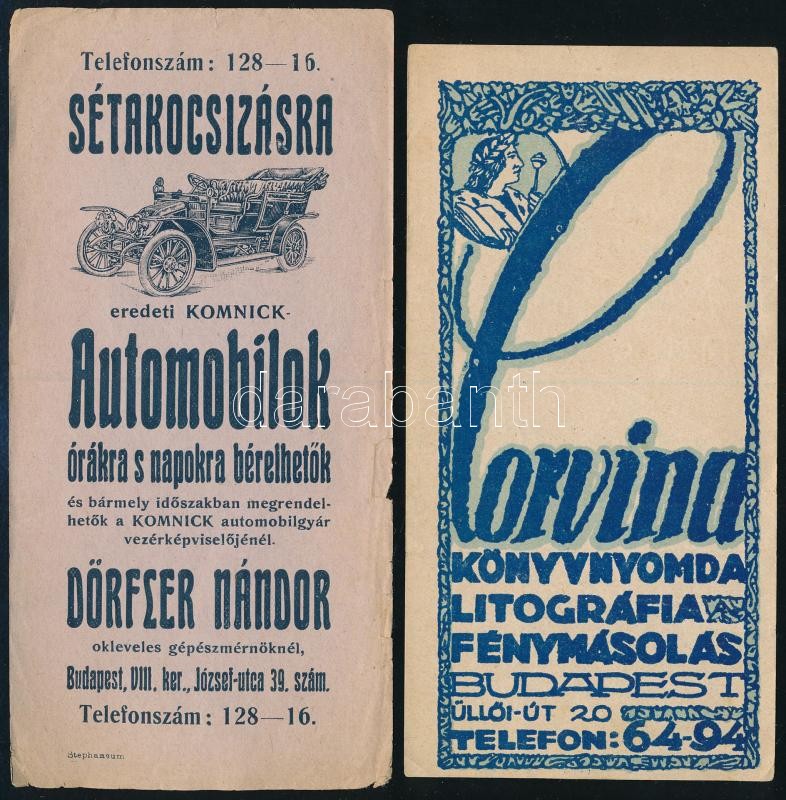 Telefonszám: 128—16.
SÉTAKOCSIZÁSRA
eredeti KOMNICK-
Automobilok
órákra s napokra bérelhetők
és bármely időszakban megrendel-
hetők a KOMNICK automobilgyár
vezérképviselőjénél.
DÖRFLER NÁNDOR
okleveles gépészmérnöknél,
Budapest, VIII. ker., József-utca 39. szám.
Telefonszám: 128—16.
Stephaneum
Corvina
KÖNYVNYOMDA
LITOGRÁFIA
FÉNYMÁSOLÁS
BUDAPEST
ÜLLŐI-ÚT 20
TELEFON: 64-94
darabanth